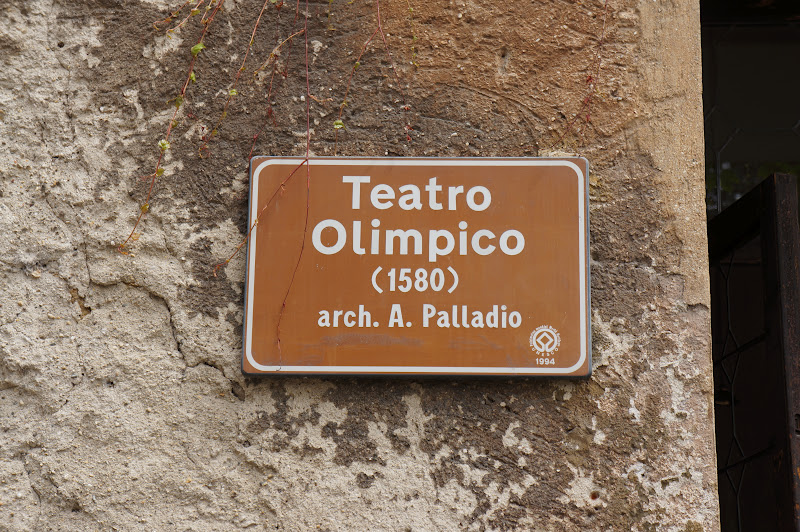 Teatro
Olimpico
(1580)
arch. A. Palladio
1994